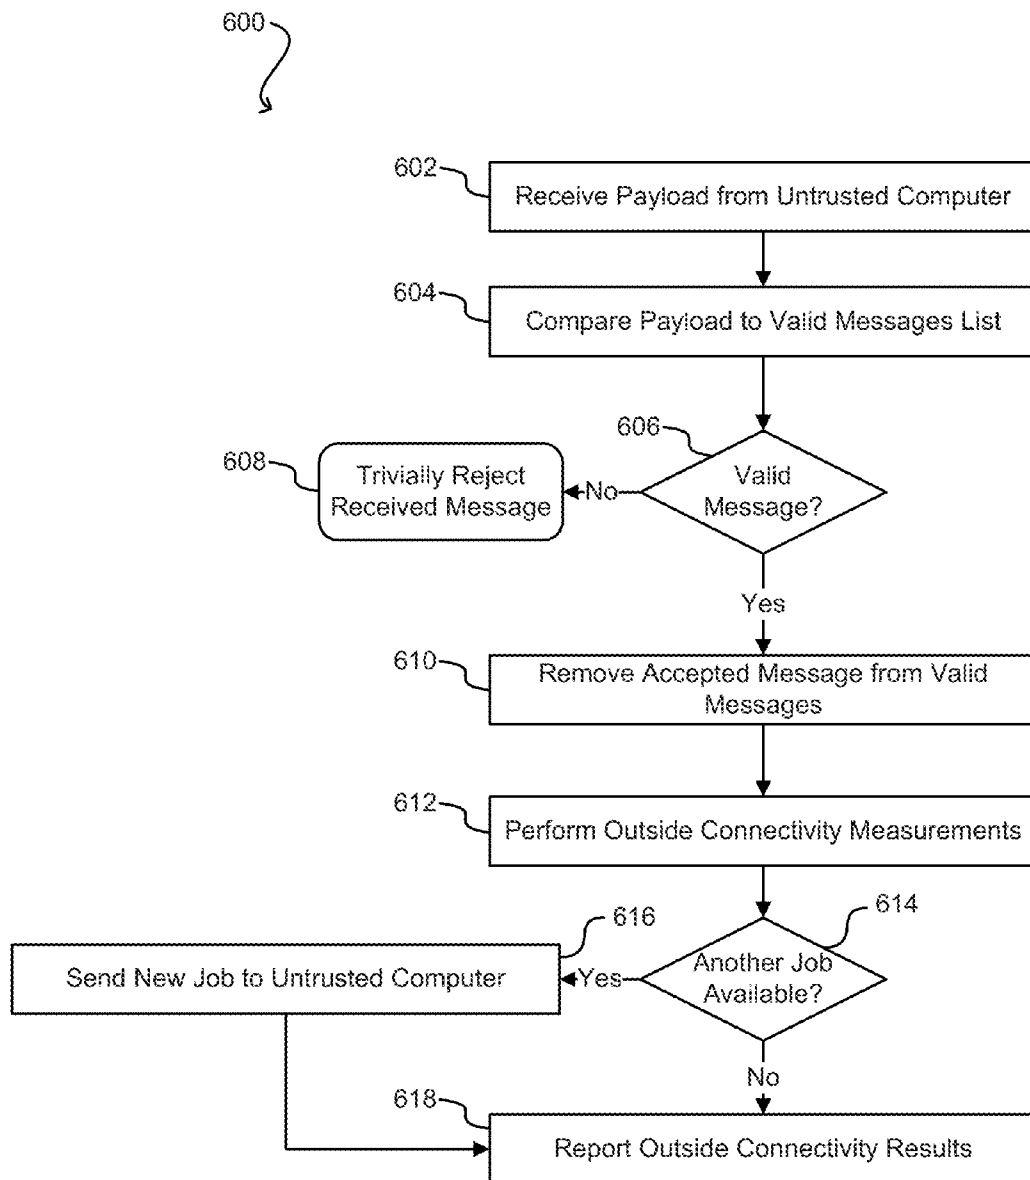 600
602
Receive Payload from Untrusted Computer
604
Compare Payload to Valid Messages List
606
Valid
Message?
608
Trivially Reject
Received Message
No
Yes
610
Remove Accepted Message from Valid
Messages
612
Perform Outside Connectivity Measurements
614
Another Job
Available?
616
Send New Job to Untrusted Computer
Yes
No
618
Report Outside Connectivity Results